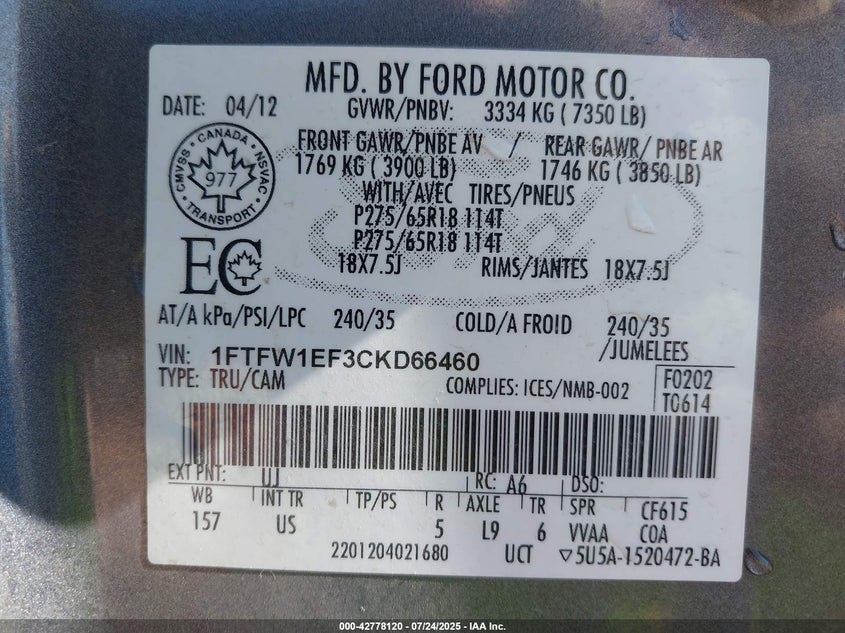 MFD. BY FORD MOTOR CO.
DATE: 04/12 GVWR/PNBV: 3334 KG ( 7350 LB)
CMVSS · CANADA · NSVAC · TRANSPORT ·
977
FRONT GAWR/PNBE AV / REAR GAWR/ PNBE AR
1769 KG ( 3900 LB) 1746 KG ( 3850 LB)
WITH/AVEC TIRES/PNEUS
P275/65R18 114T
P275/65R18 114T
EC
18X7.5J RIMS/JANTES 18X7.5J
AT/A kPa/PSI/LPC 240/35 COLD/A FROID 240/35
/JUMELEES
VIN: 1FTFW1EF3CKD66460
TYPE: TRU/CAM COMPLIES: ICES/NMB-002
F0202
T0614
EXT PNT: UJ RC: A6 DSO:
WB INT TR TP/PS R AXLE TR SPR CF615
157 US 5 L9 6 VVAA COA
2201204021680 UCT ▽5U5A-1520472-BA
000-42778120 - 07/24/2025 - IAA Inc.